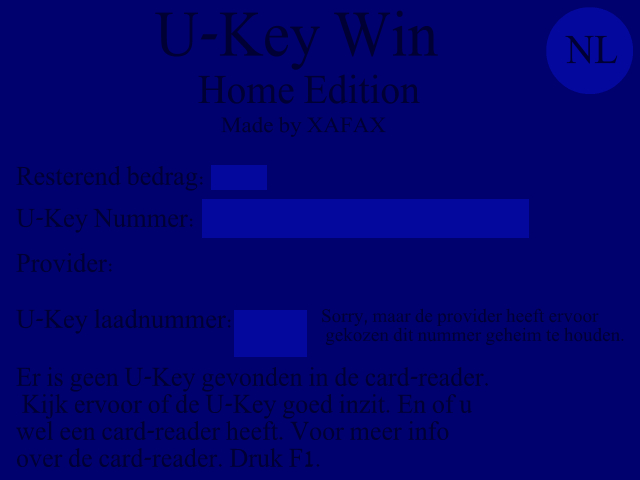 U-Key Win
NL
Home Edition
Made by XAFAX
Resterend bedrag:
U-Key Nummer:
Provider:
U-Key laadnummer:
Sorry, maar de provider heeft ervoor
gekozen dit nummer geheim te houden.
Er is geen U-Key gevonden in de card-reader.
Kijk ervoor of de U-Key goed inzit. En of u
wel een card-reader heeft. Voor meer info
over de card-reader. Druk F1.